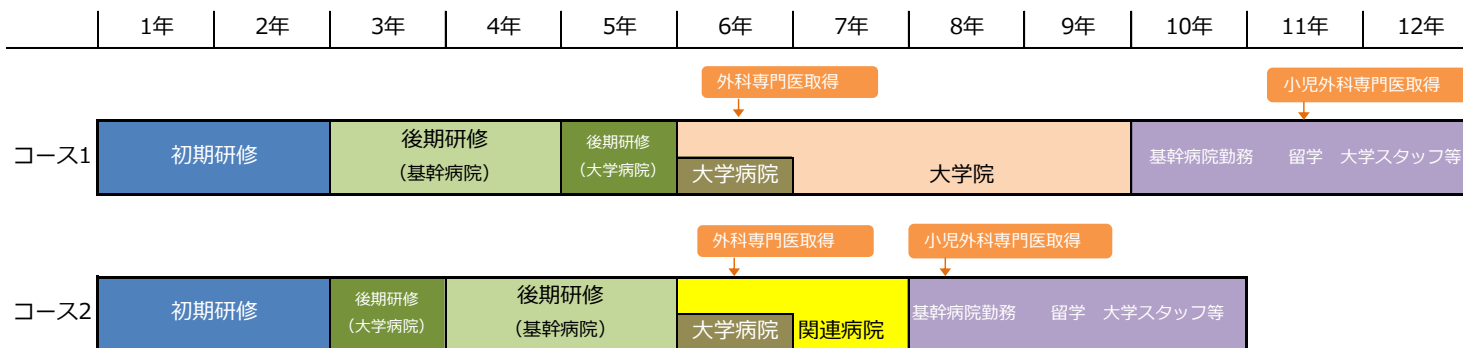 1年 2年 3年 4年 5年 6年 7年 8年 9年 10年 11年 12年
外科専門医取得 小児外科専門医取得
コース1 初期研修 後期研修 後期研修 基幹病院勤務 留学 大学スタッフ等
(基幹病院) (大学病院) 大学病院 大学院
外科専門医取得 小児外科専門医取得
コース2 初期研修 後期研修 後期研修 基幹病院勤務 留学 大学スタッフ等
(大学病院) (基幹病院) 大学病院 関連病院